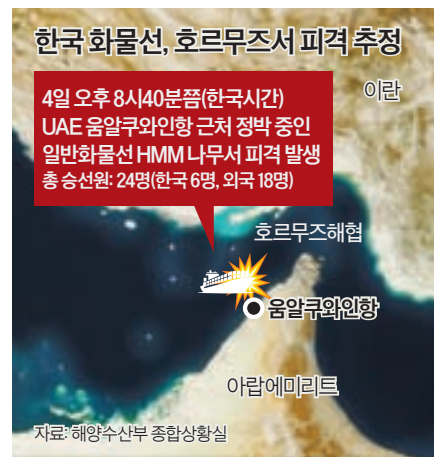 한국 화물선, 호르무즈서 피격 추정
4일 오후 8시40분쯤(한국시간)
UAE 움알쿠와인항 근처 정박 중인
일반화물선 HMM 나무서 피격 발생
총 승선원: 24명(한국 6명, 외국 18명)
이란
호르무즈해협
움알쿠와인항
아랍에미리트
자료: 해양수산부 종합상황실